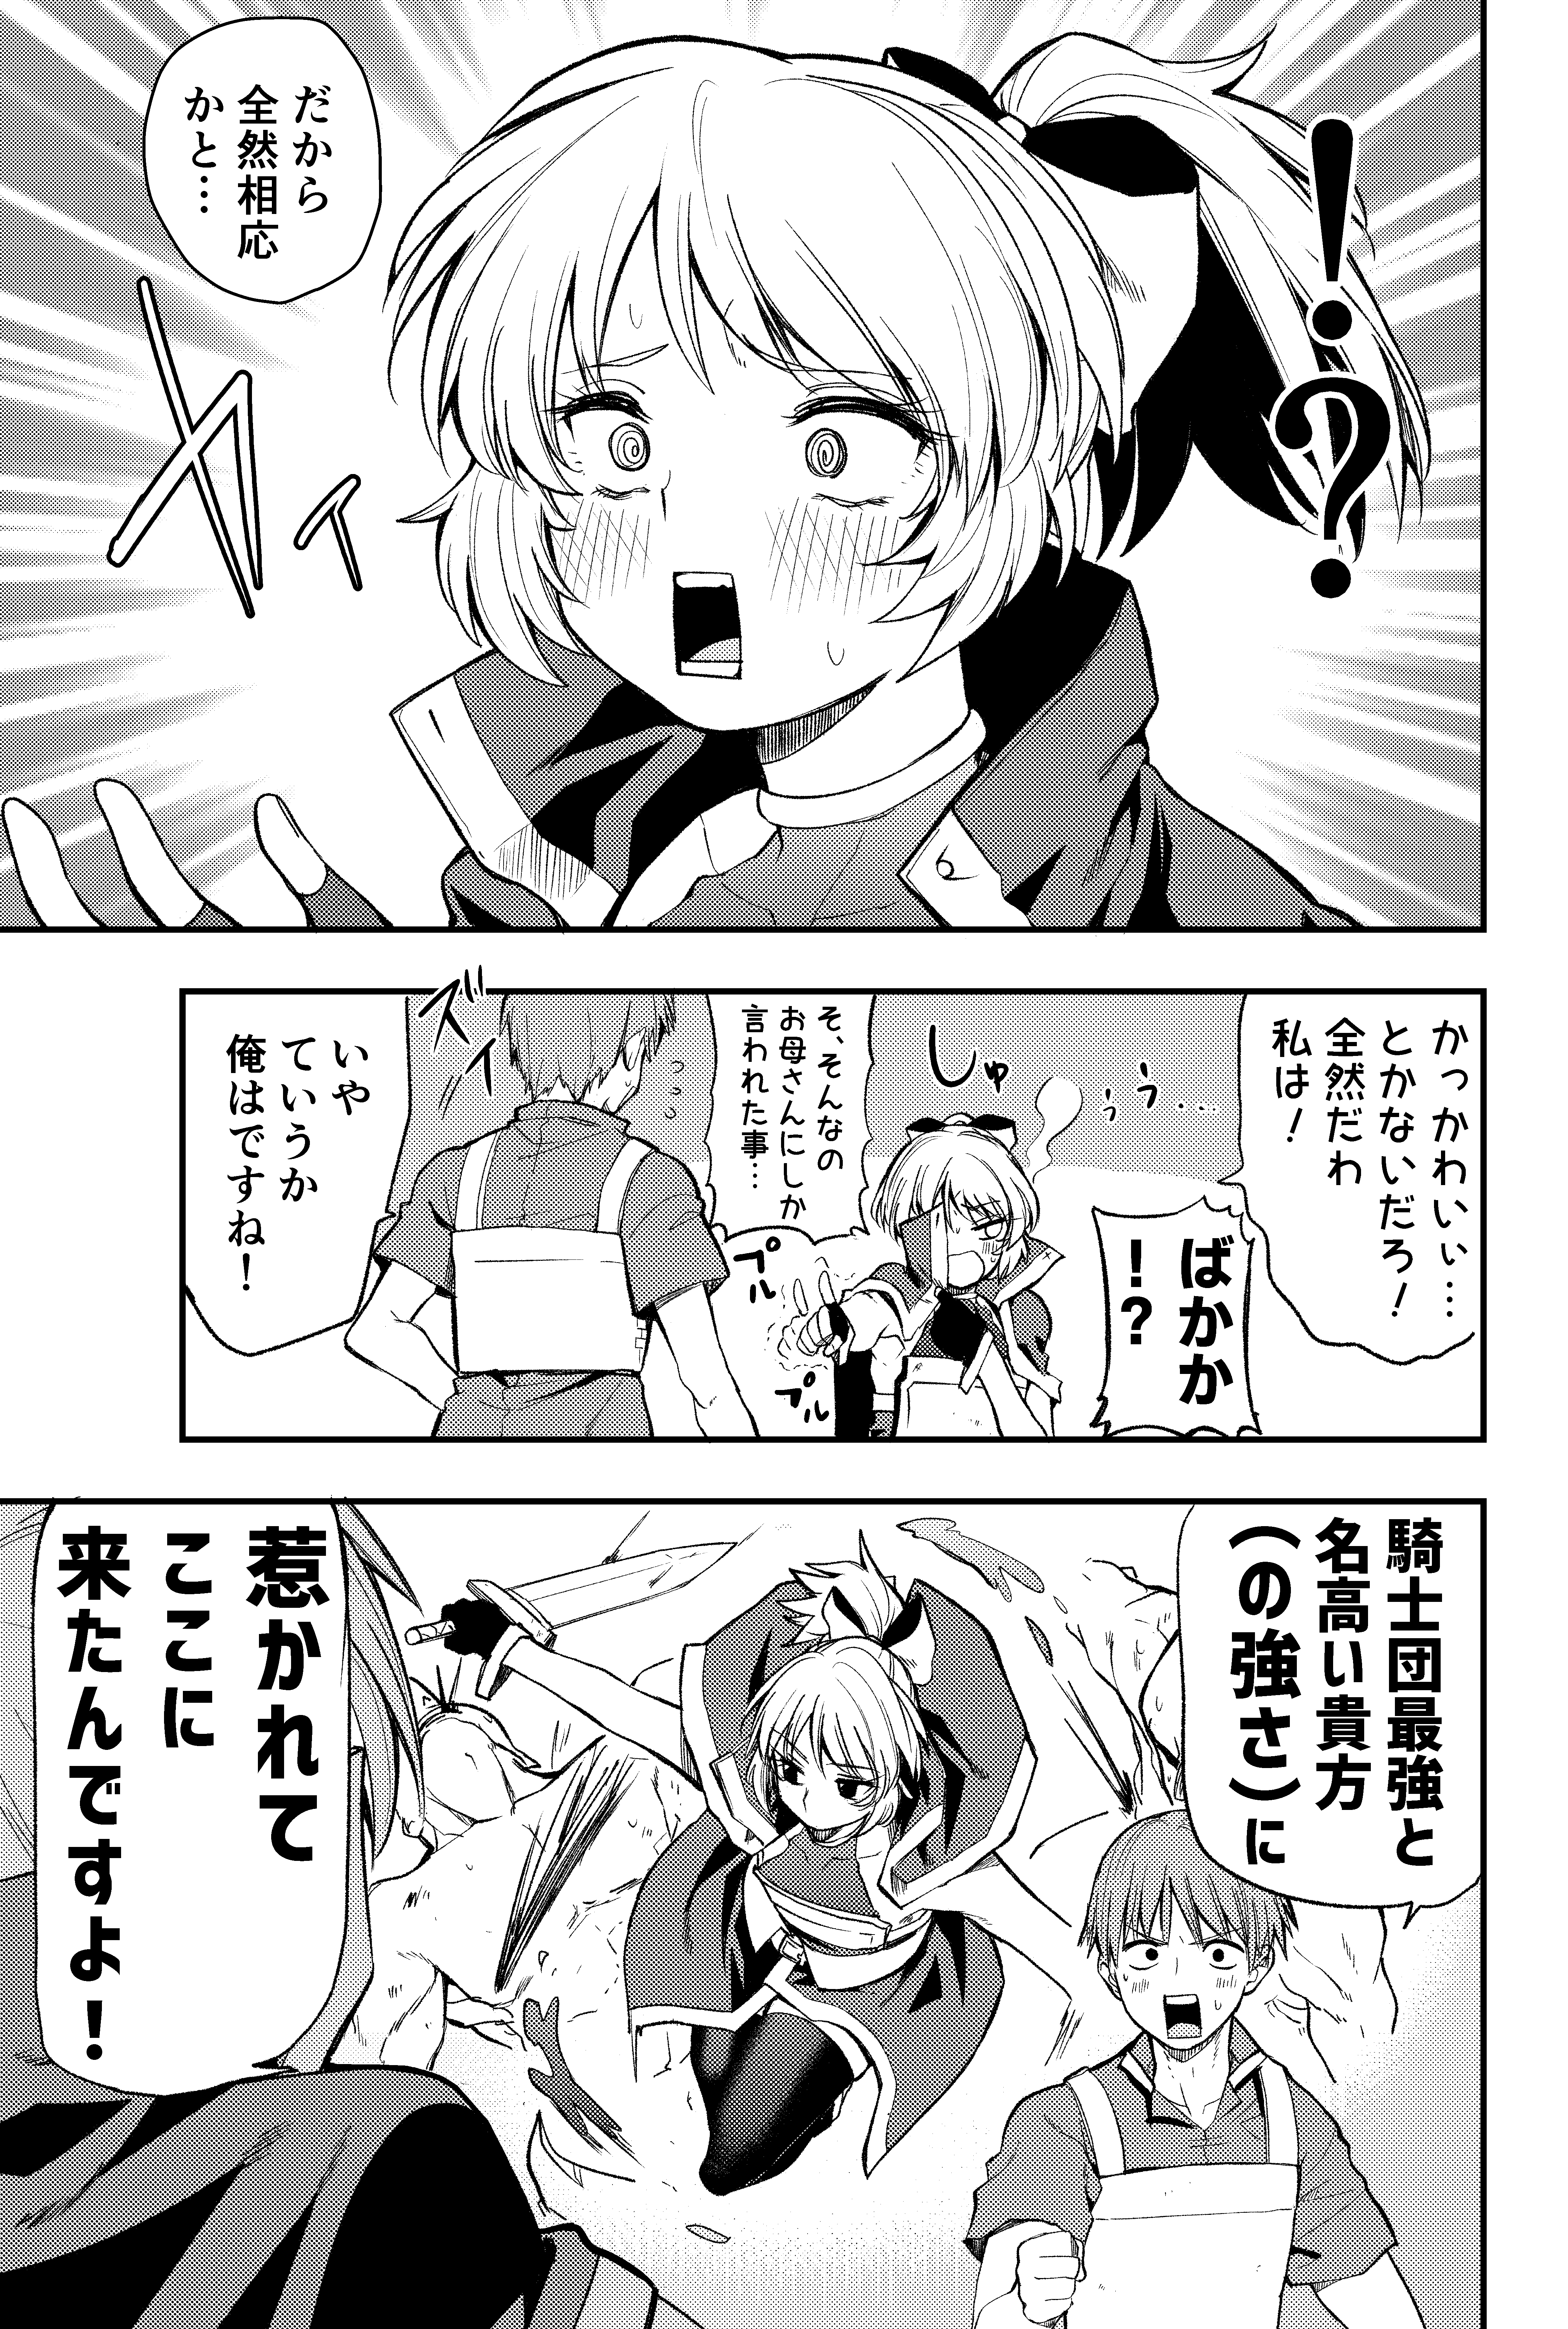 ！？
だから
全然相応
かと…
ガイ
かっかわいぃ…
とかないだろ！
全然だわ
私は！
ばかか
！？
うう…
しゅ
そ、そんなの
お母さんにしか
言われた事…
プル
プル
ズイ
いや
ていうか
俺はですね！
騎士団最強と
名高い貴方
（の強さ）に
惹かれて
ここに
来たんですよ！